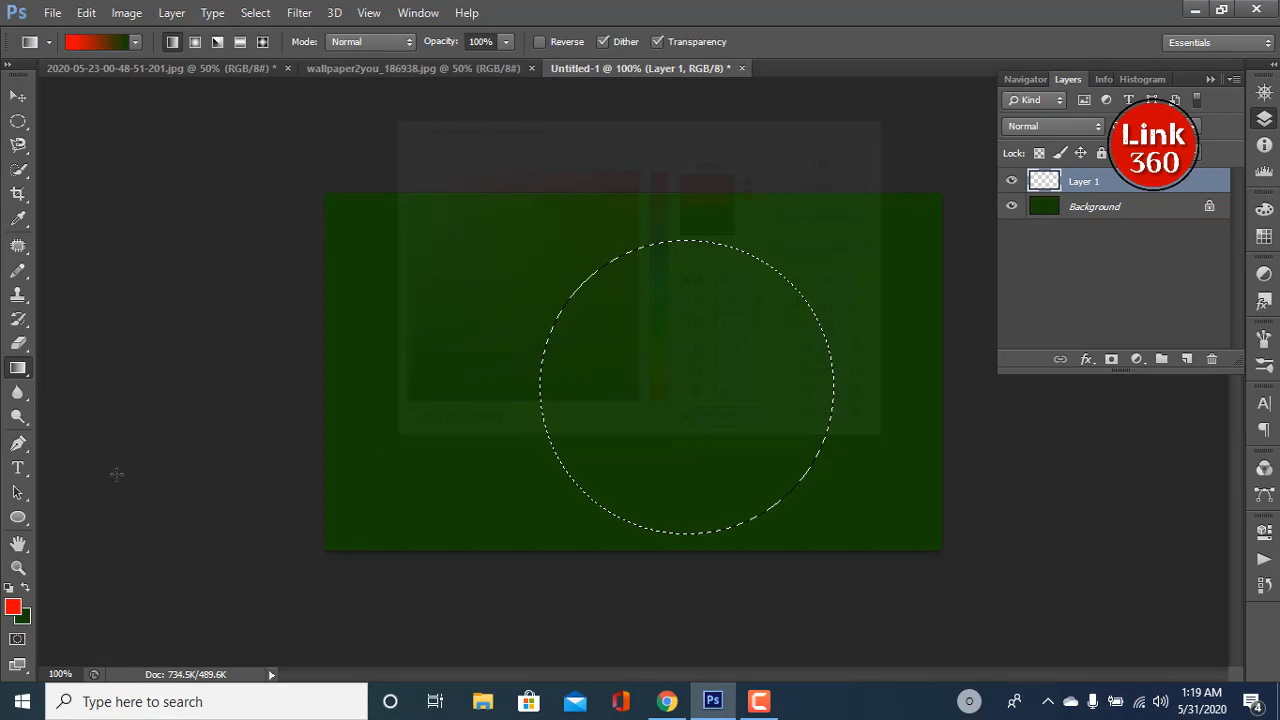 Ps File Edit Image Layer Type Select Filter 3D View Window Help
Mode: Normal Opacity: 100% Reverse Dither Transparency Essentials
2020-05-23-00-48-51-201.jpg @ 50% (RGB/8#) * × wallpaper2you_186938.jpg @ 50% (RGB/8#) × Untitled-1 @ 100% (Layer 1, RGB/8) * ×
Navigator Layers Info Histogram
Kind
Normal
Link
360
Lock:
Layer 1
Background
fx
T
A
100% Doc: 734.5K/489.6K
Type here to search
Ps
1:19 AM
5/31/2020
4